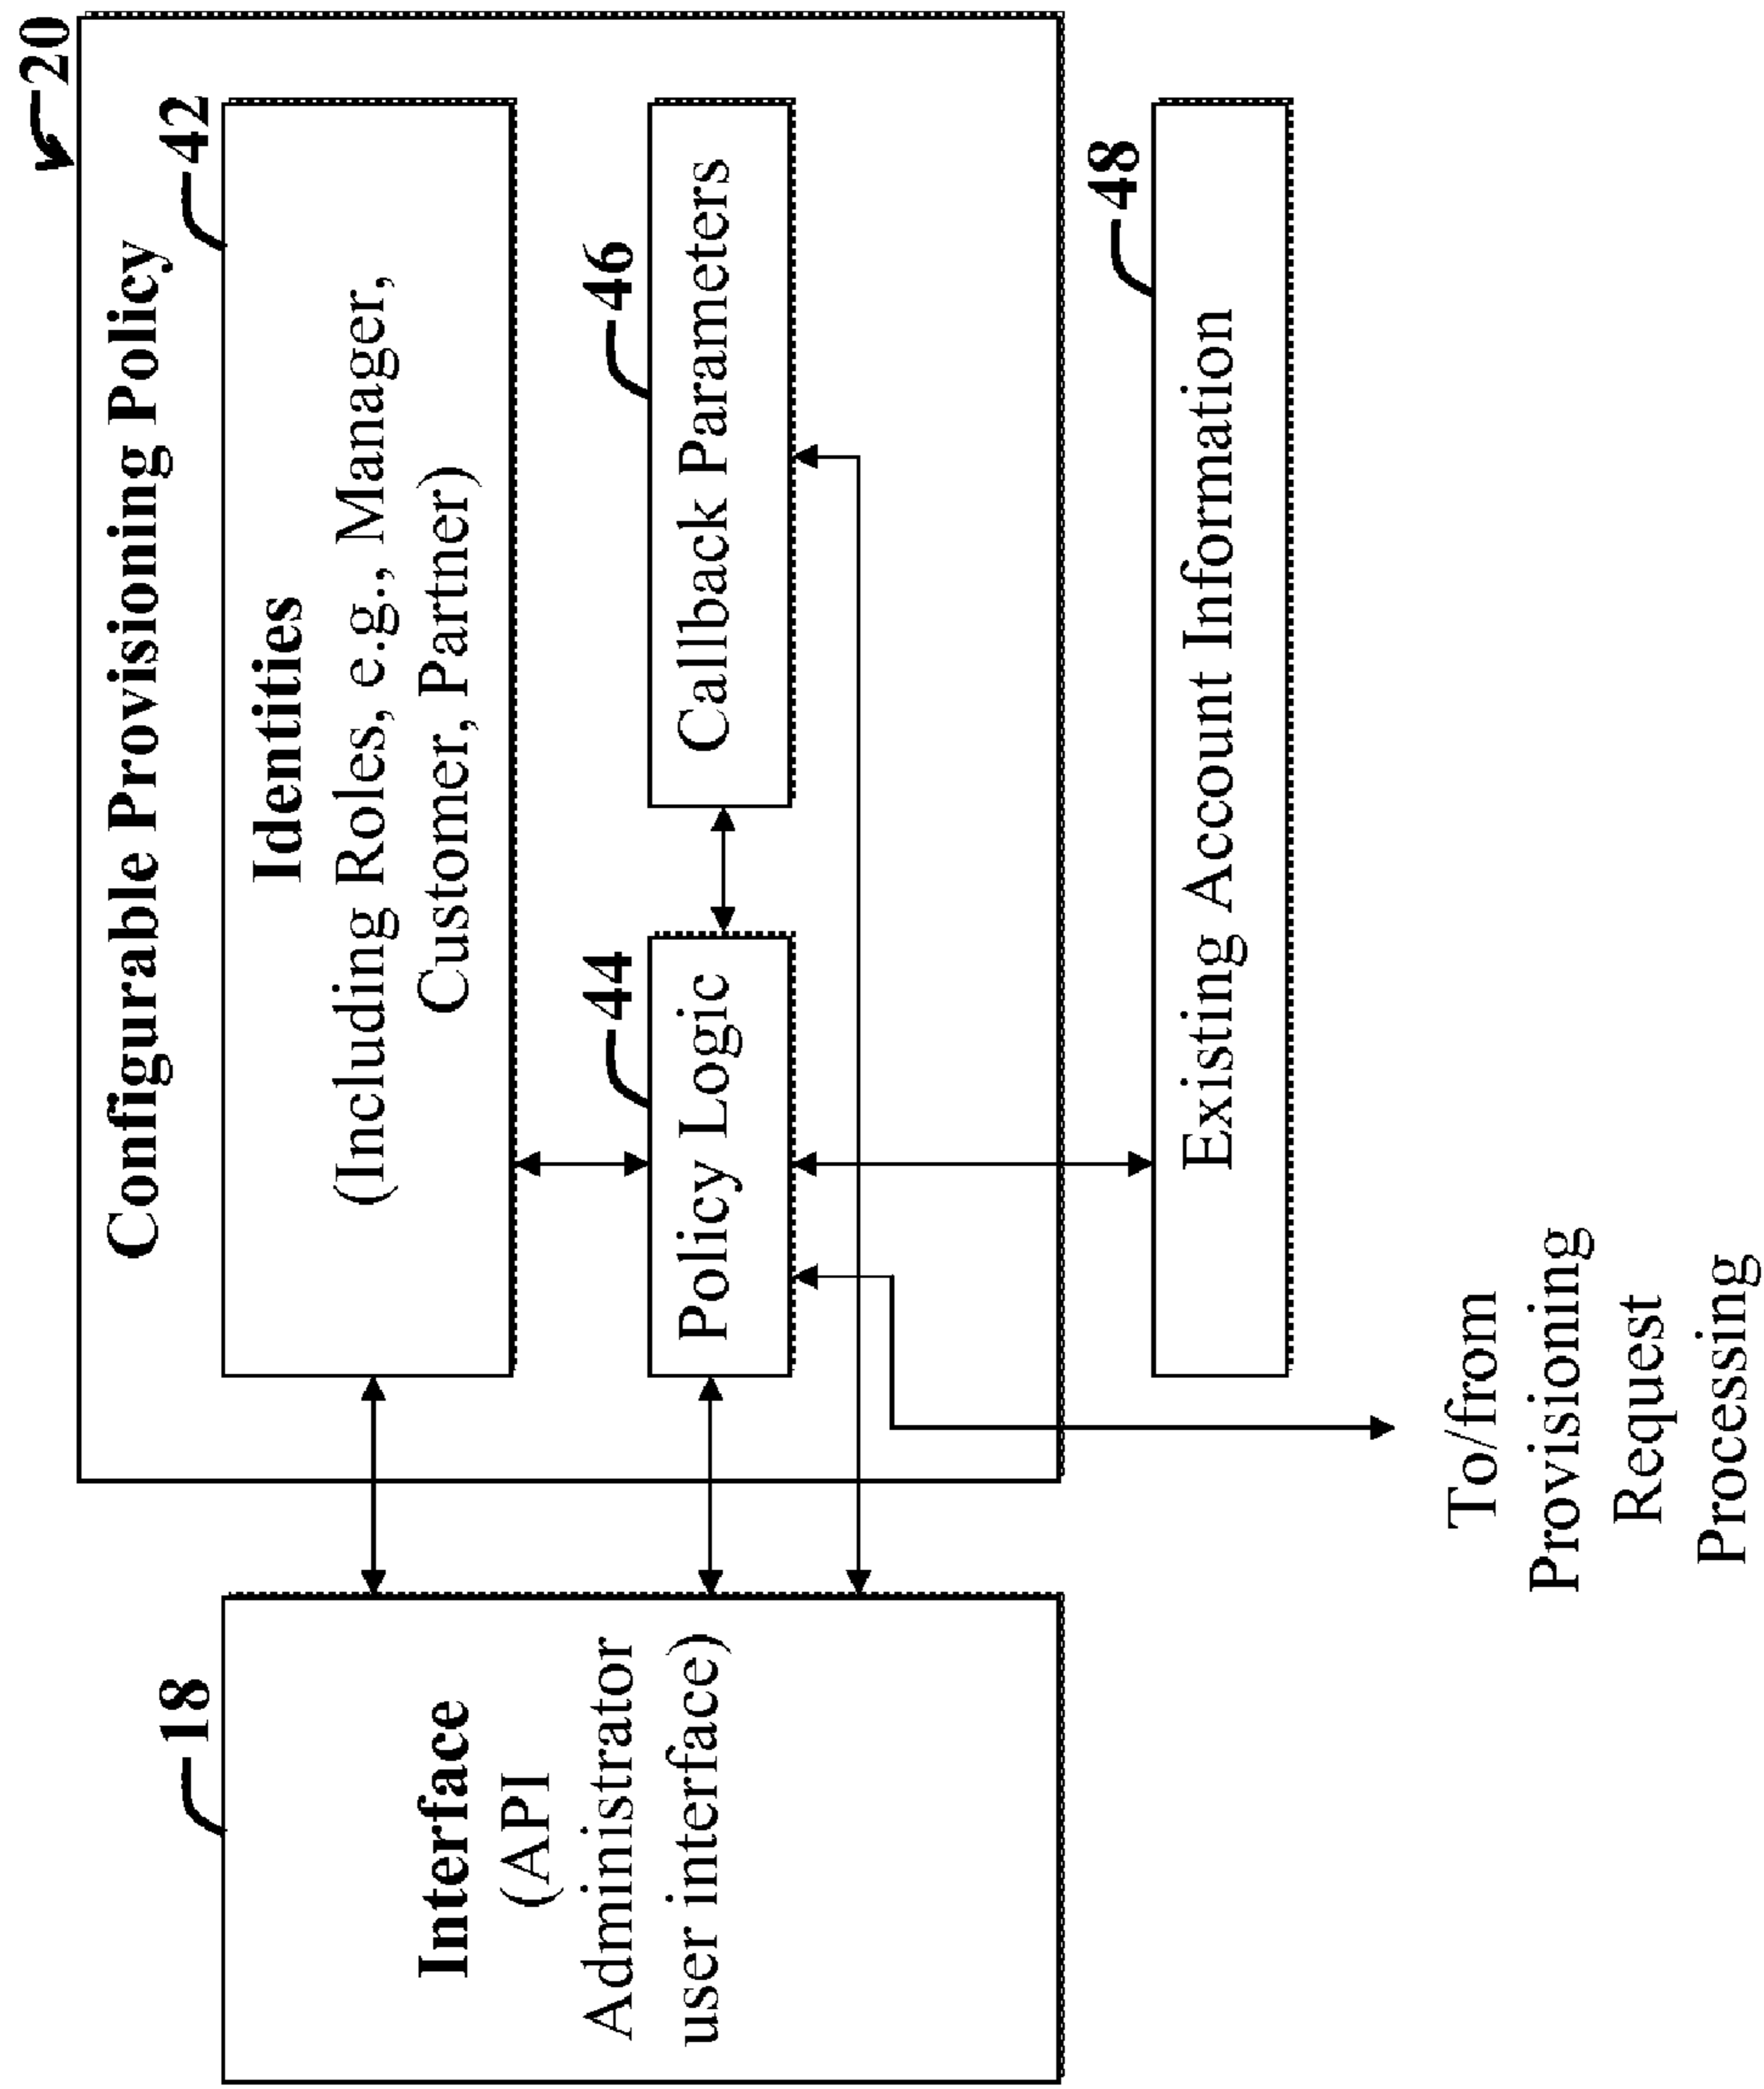 20
Configurable Provisioning Policy
42
Identities
(Including Roles, e.g., Manager,
Customer, Partner)
18
Interface
(API
Administrator
user interface)
44
Policy Logic
46
Callback Parameters
48
Existing Account Information
To/from
Provisioning
Request
Processing